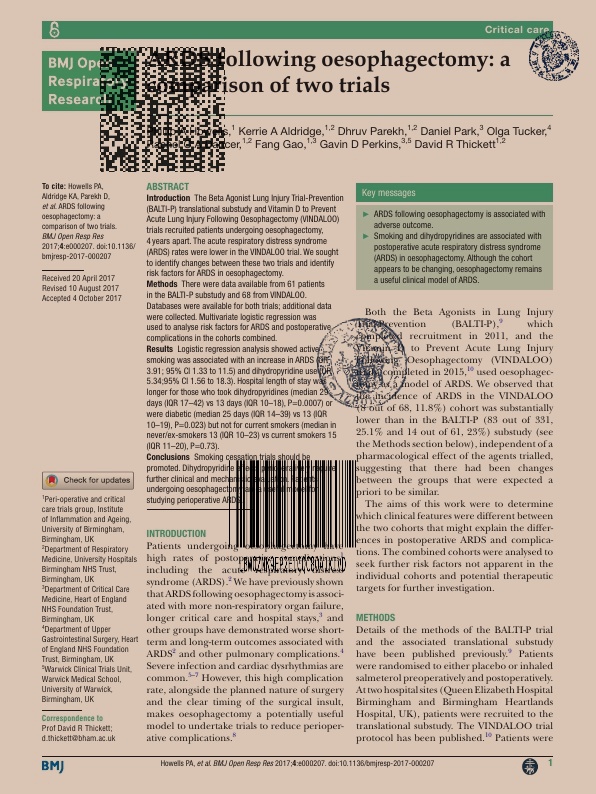 Critical care
BMJ Open
Respiratory
Research
ARDS following oesophagectomy: a
comparison of two trials
Kerrie A Aldridge,1,2 Dhruv Parekh,1,2 Daniel Park,3 Olga Tucker,4
Fang Gao,1,3 Gavin D Perkins,3,5 David R Thickett1,2
To cite: Howells PA,
Aldridge KA, Parekh D,
et al. ARDS following
oesophagectomy: a
comparison of two trials.
BMJ Open Resp Res
2017;4:e000207. doi:10.1136/
bmjresp-2017-000207
Received 20 April 2017
Revised 10 August 2017
Accepted 4 October 2017
Check for updates
1Peri-operative and critical
care trials group, Institute
of Inflammation and Ageing,
University of Birmingham,
Birmingham, UK
2Department of Respiratory
Medicine, University Hospitals
Birmingham NHS Trust,
Birmingham, UK
3Department of Critical Care
Medicine, Heart of England
NHS Foundation Trust,
Birmingham, UK
4Department of Upper
Gastrointestinal Surgery, Heart
of England NHS Foundation
Trust, Birmingham, UK
5Warwick Clinical Trials Unit,
Warwick Medical School,
University of Warwick,
Birmingham, UK
Correspondence to
Prof David R Thickett;
d.thickett@bham.ac.uk
ABSTRACT
Introduction The Beta Agonist Lung Injury Trial-Prevention
(BALTI-P) translational substudy and Vitamin D to Prevent
Acute Lung Injury Following Oesophagectomy (VINDALOO)
trials recruited patients undergoing oesophagectomy,
4 years apart. The acute respiratory distress syndrome
(ARDS) rates were lower in the VINDALOO trial. We sought
to identify changes between these two trials and identify
risk factors for ARDS in oesophagectomy.
Methods There were data available from 61 patients
in the BALTI-P substudy and 68 from VINDALOO.
Databases were available for both trials; additional data
were collected. Multivariate logistic regression was
used to analyse risk factors for ARDS and postoperative
complications in the cohorts combined.
Results Logistic regression analysis showed active
smoking was associated with an increase in ARDS (OR
3.91; 95% CI 1.33 to 11.5) and dihydropyridine use (OR
5.34;95% CI 1.56 to 18.3). Hospital length of stay was
longer for those who took dihydropyridines (median 29
days (IQR 17–42) vs 13 days (IQR 10–18), P=0.0007) or
were diabetic (median 25 days (IQR 14–39) vs 13 (IQR
10–19), P=0.023) but not for current smokers (median in
never/ex-smokers 13 (IQR 10–23) vs current smokers 15
(IQR 11–20), P=0.73).
Conclusions Smoking cessation trials should be
promoted. Dihydropyridine
further clinical and
undergoing oesophagectomy
studying perioperative ARDS.
INTRODUCTION
Patients undergoing oesophagectomy have
high rates of
including the acute
syndrome (ARDS).2 We have previously shown
that ARDS following oesophagectomy is associ-
ated with more non-respiratory organ failure,
longer critical care and hospital stays,3 and
other groups have demonstrated worse short-
term and long-term outcomes associated with
ARDS2 and other pulmonary complications.4
Severe infection and cardiac dysrhythmias are
common.5–7 However, this high complication
rate, alongside the planned nature of surgery
and the clear timing of the surgical insult,
makes oesophagectomy a potentially useful
model to undertake trials to reduce perioper-
ative complications.8
Key messages
► ARDS following oesophagectomy is associated with
adverse outcome.
► Smoking and dihydropyridines are associated with
postoperative acute respiratory distress syndrome
(ARDS) in oesophagectomy. Although the cohort
appears to be changing, oesophagectomy remains
a useful clinical model of ARDS.
Both the Beta Agonists in Lung Injury
Trial-Prevention (BALTI-P),9 which
completed recruitment in 2011, and the
Vitamin D to Prevent Acute Lung Injury
following Oesophagectomy (VINDALOO)
trial, completed in 2015,10 used oesophagec-
tomy as a model of ARDS. We observed that
the incidence of ARDS in the VINDALOO
(8 out of 68, 11.8%) cohort was substantially
lower than in the BALTI-P (83 out of 331,
25.1% and 14 out of 61, 23%) substudy (see
the Methods section below), independent of a
pharmacological effect of the agents trialled,
suggesting that there had been changes
between the groups that were expected a
priori to be similar.
The aims of this work were to determine
which clinical features were different between
the two cohorts that might explain the differ-
ences in postoperative ARDS and complica-
tions. The combined cohorts were analysed to
seek further risk factors not apparent in the
individual cohorts and potential therapeutic
targets for further investigation.
METHODS
Details of the methods of the BALTI-P trial
and the associated translational substudy
have been published previously.9 Patients
were randomised to either placebo or inhaled
salmeterol preoperatively and postoperatively.
At two hospital sites (Queen Elizabeth Hospital
Birmingham and Birmingham Heartlands
Hospital, UK), patients were recruited to the
translational substudy. The VINDALOO trial
protocol has been published.10 Patients were
BMJ
Howells PA, et al. BMJ Open Resp Res 2017;4:e000207. doi:10.1136/bmjresp-2017-000207
1